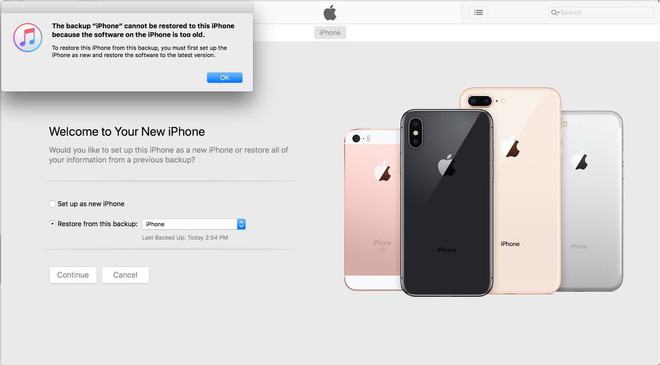 The backup “iPhone” cannot be restored to this iPhone
because the software on the iPhone is too old.
To restore this iPhone from this backup, you must first set up the
iPhone as new and restore the software to the latest version.
OK
Search
iPhone
Welcome to Your New iPhone
Would you like to set up this iPhone as a new iPhone or restore all of
your information from a previous backup?
Set up as new iPhone
Restore from this backup: iPhone
Last Backed Up: Today 2:54 PM
Continue Cancel
iPhone
iPhone
iPhone
iPhone